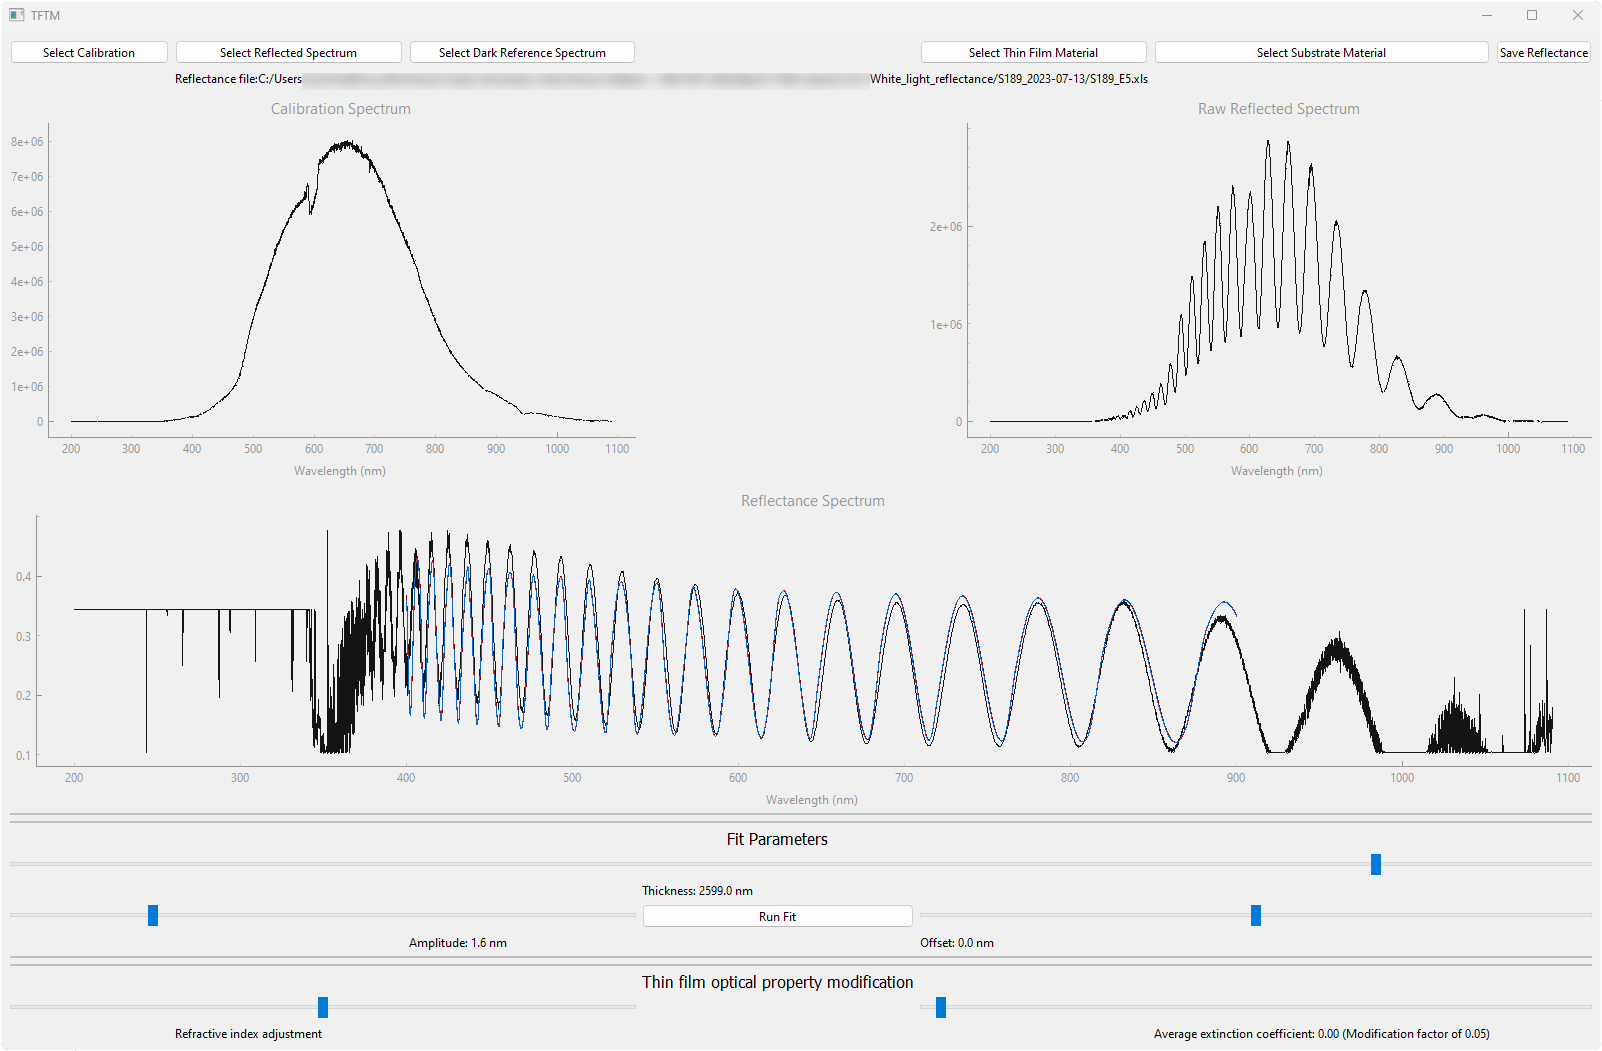 TFTM
Select Calibration Select Reflected Spectrum Select Dark Reference Spectrum Select Thin Film Material Select Substrate Material Save Reflectance
Reflectance file:C:/Users White_light_reflectance/S189_2023-07-13/S189_E5.xls
Calibration Spectrum
8e+06
7e+06
6e+06
5e+06
4e+06
3e+06
2e+06
1e+06
0
200 300 400 500 600 700 800 900 1000 1100
Wavelength (nm)
Raw Reflected Spectrum
2e+06
1e+06
0
200 300 400 500 600 700 800 900 1000 1100
Wavelength (nm)
Reflectance Spectrum
0.4
0.3
0.2
0.1
200 300 400 500 600 700 800 900 1000 1100
Wavelength (nm)
Fit Parameters
Thickness: 2599.0 nm
Run Fit
Amplitude: 1.6 nm Offset: 0.0 nm
Thin film optical property modification
Refractive index adjustment Average extinction coefficient: 0.00 (Modification factor of 0.05)